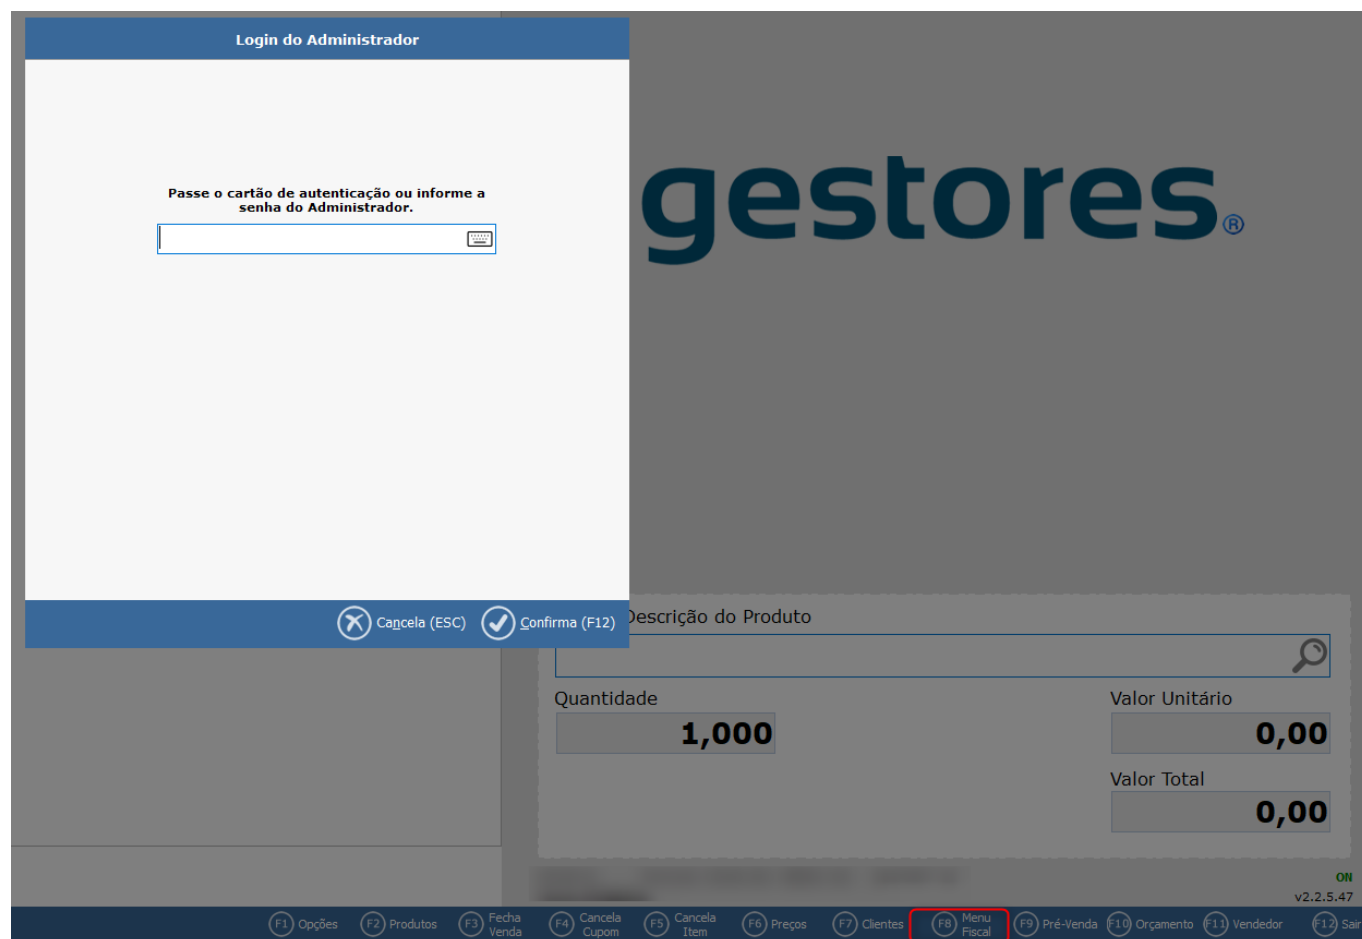 Login do Administrador
Passe o cartão de autenticação ou informe a
senha do Administrador.
Cancela (ESC)
Confirma (F12)
gestores®
Descrição do Produto
Quantidade
1,000
Valor Unitário
0,00
Valor Total
0,00
ON
v2.2.5.47
F1 Opções
F2 Produtos
F3 Fecha
Venda
F4 Cancela
Cupom
F5 Cancela
Item
F6 Preços
F7 Clientes
F8 Menu
Fiscal
F9 Pré-Venda
F10 Orçamento
F11 Vendedor
F12 Sair